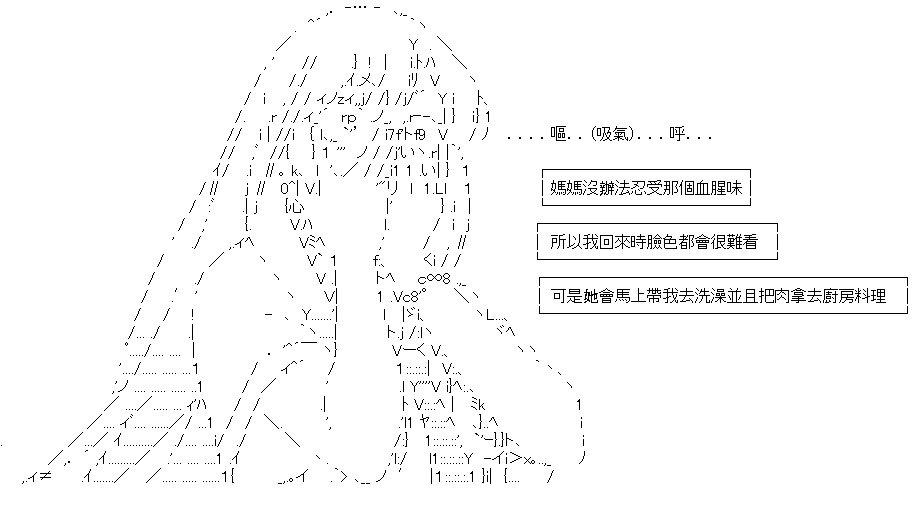 ．．．．嘔．．（吸氣）．．．呼．．．
媽媽沒辦法忍受那個血腥味
所以我回來時臉色都會很難看
可是她會馬上帶我去洗澡並且把肉拿去廚房料理